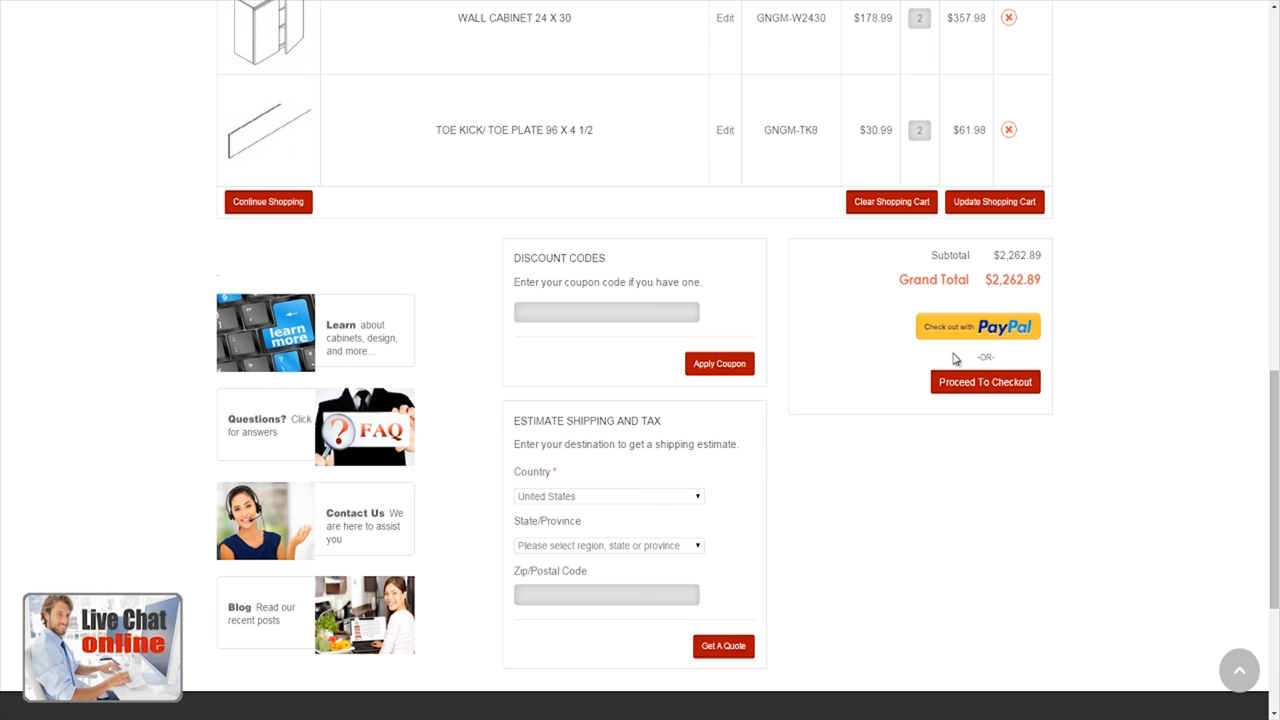 WALL CABINET 24 X 30 Edit GNGM-W2430 $178.99 2 $357.98
TOE KICK/ TOE PLATE 96 X 4 1/2 Edit GNGM-TK8 $30.99 2 $61.98
Continue Shopping
Clear Shopping Cart
Update Shopping Cart
learn
more
Learn about
cabinets, design,
and more...
Questions? Click
for answers
? FAQ
Contact Us We
are here to assist
you
Blog Read our
recent posts
Live Chat
online
DISCOUNT CODES
Enter your coupon code if you have one.
Apply Coupon
ESTIMATE SHIPPING AND TAX
Enter your destination to get a shipping estimate.
Country *
United States
State/Province
Please select region, state or province
Zip/Postal Code
Get A Quote
Subtotal $2,262.89
Grand Total $2,262.89
Check out with PayPal
-OR-
Proceed To Checkout